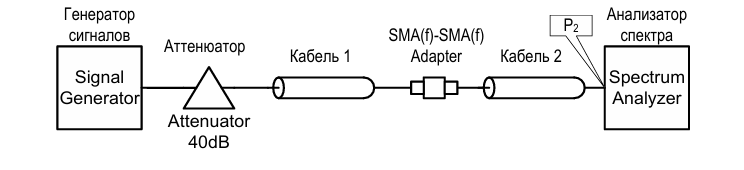 Генератор
сигналов
Signal
Generator
Аттенюатор
Attenuator
40dB
Кабель 1
SMA(f)-SMA(f)
Adapter
Кабель 2
P2
Анализатор
спектра
Spectrum
Analyzer